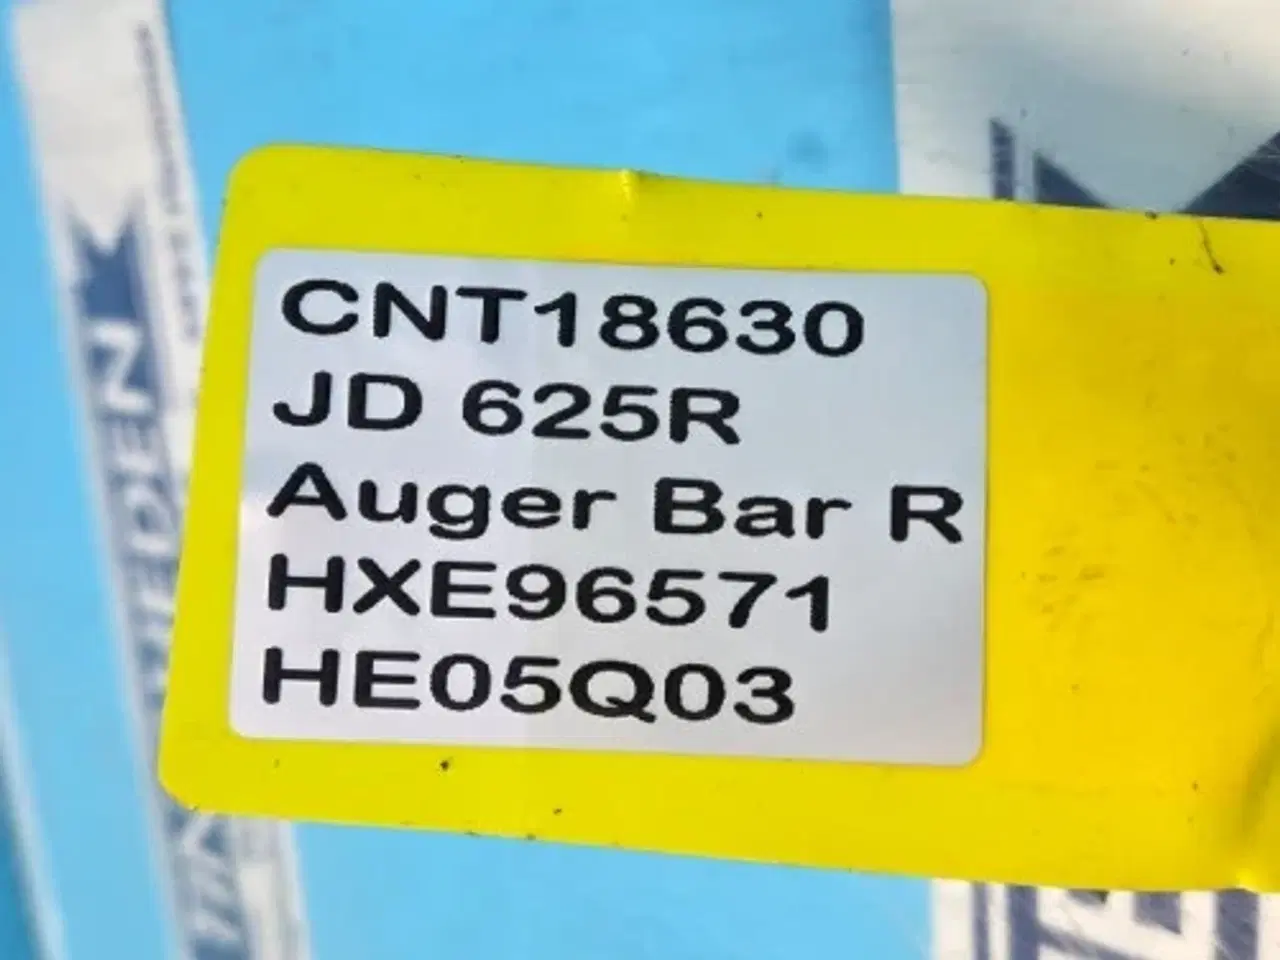 CNT18630
JD 625R
Auger Bar R
HXE96571
HE05Q03